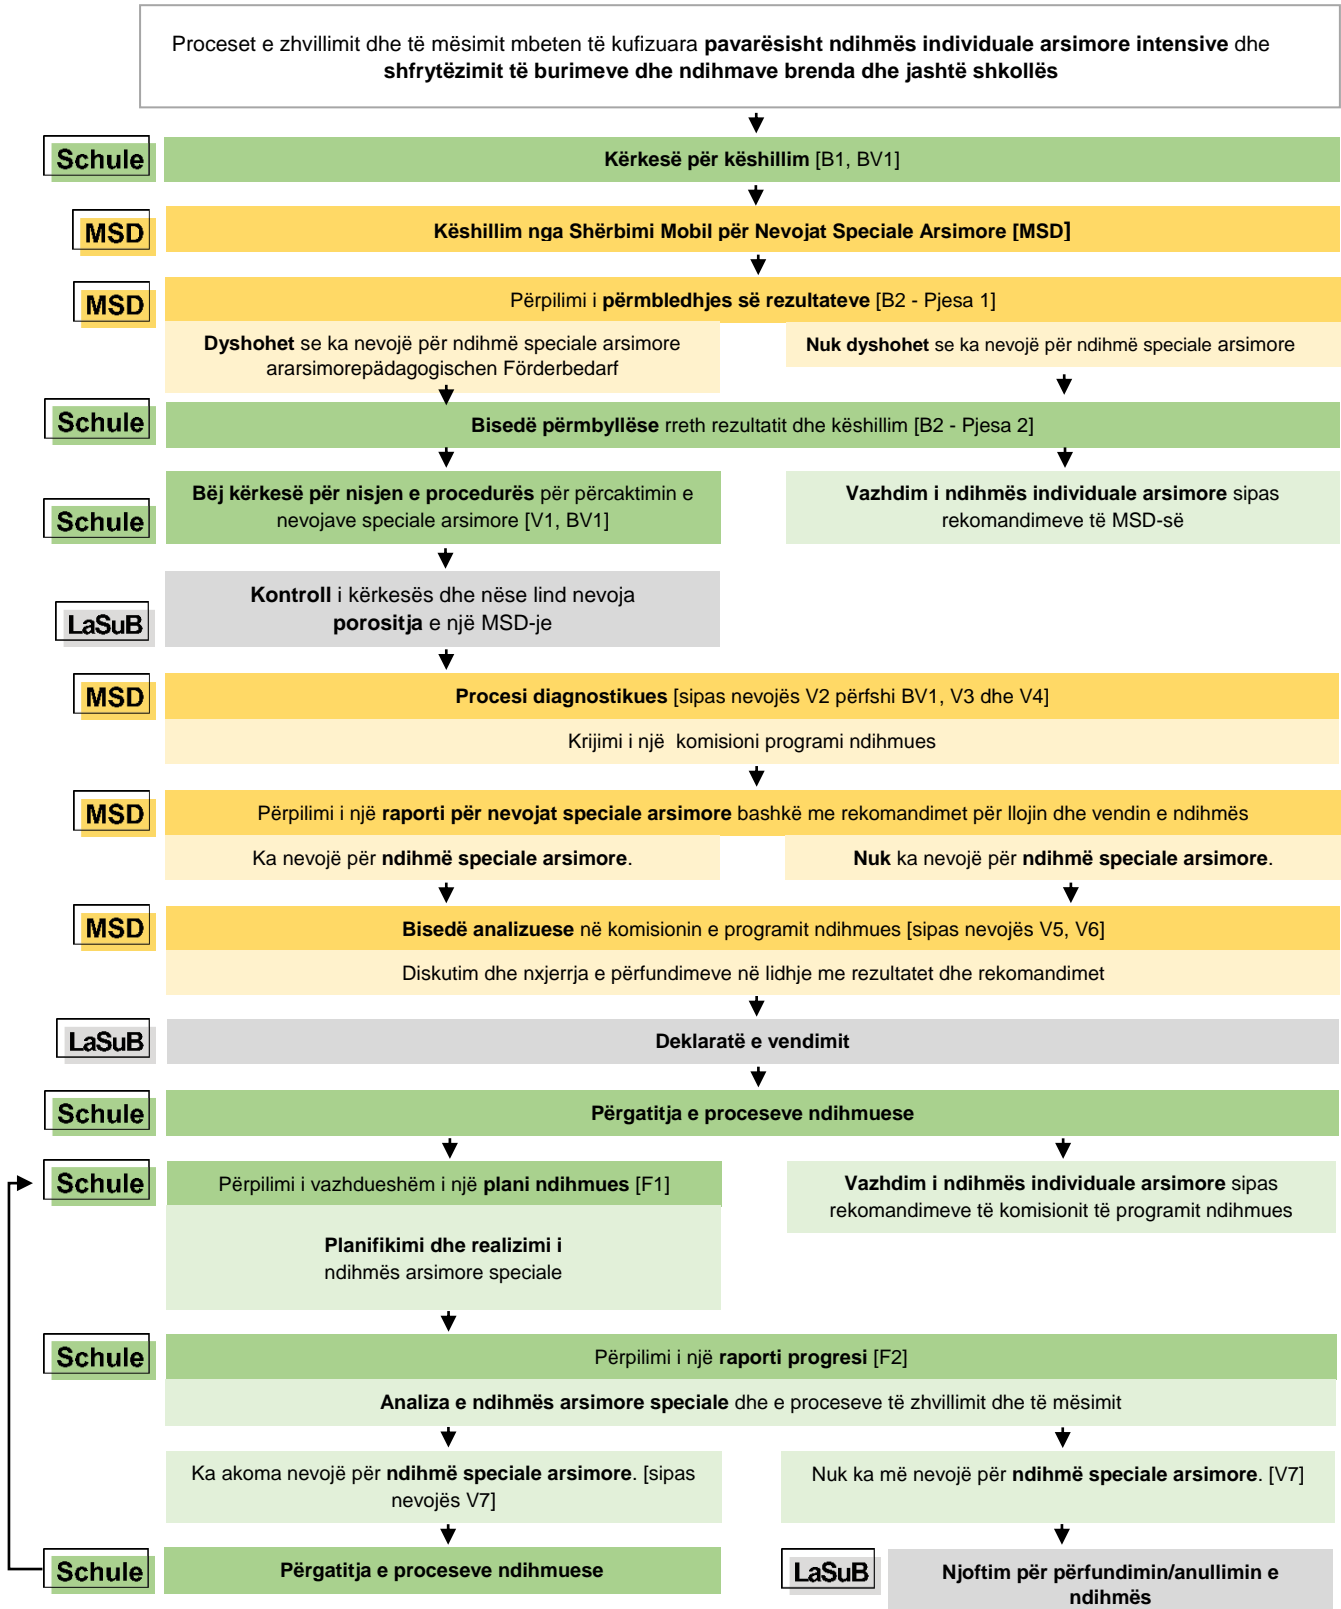 Proceset e zhvillimit dhe të mësimit mbeten të kufizuara pavarësisht ndihmës individuale arsimore intensive dhe
shfrytëzimit të burimeve dhe ndihmave brenda dhe jashtë shkollës
Schule
Kërkesë për këshillim [B1, BV1]
MSD
Këshillim nga Shërbimi Mobil për Nevojat Speciale Arsimore [MSD]
MSD
Përpilimi i përmbledhjes së rezultateve [B2 - Pjesa 1]
Dyshohet se ka nevojë për ndihmë speciale arsimore
ararsimorepädagogischen Förderbedarf
Nuk dyshohet se ka nevojë për ndihmë speciale arsimore
Schule
Bisedë përmbyllëse rreth rezultatit dhe këshillim [B2 - Pjesa 2]
Schule
Bëj kërkesë për nisjen e procedurës për përcaktimin e
nevojave speciale arsimore [V1, BV1]
Vazhdim i ndihmës individuale arsimore sipas
rekomandimeve të MSD-së
LaSuB
Kontroll i kërkesës dhe nëse lind nevoja
porositja e një MSD-je
MSD
Procesi diagnostikues [sipas nevojës V2 përfshi BV1, V3 dhe V4]
Krijimi i një komisioni programi ndihmues
MSD
Përpilimi i një raporti për nevojat speciale arsimore bashkë me rekomandimet për llojin dhe vendin e ndihmës
Ka nevojë për ndihmë speciale arsimore.
Nuk ka nevojë për ndihmë speciale arsimore.
MSD
Bisedë analizuese në komisionin e programit ndihmues [sipas nevojës V5, V6]
Diskutim dhe nxjerrja e përfundimeve në lidhje me rezultatet dhe rekomandimet
LaSuB
Deklaratë e vendimit
Schule
Përgatitja e proceseve ndihmuese
Schule
Përpilimi i vazhdueshëm i një plani ndihmues [F1]
Planifikimi dhe realizimi i
ndihmës arsimore speciale
Vazhdim i ndihmës individuale arsimore sipas
rekomandimeve të komisionit të programit ndihmues
Schule
Përpilimi i një raporti progresi [F2]
Analiza e ndihmës arsimore speciale dhe e proceseve të zhvillimit dhe të mësimit
Ka akoma nevojë për ndihmë speciale arsimore. [sipas
nevojës V7]
Nuk ka më nevojë për ndihmë speciale arsimore. [V7]
Schule
Përgatitja e proceseve ndihmuese
LaSuB
Njoftim për përfundimin/anullimin e
ndihmës